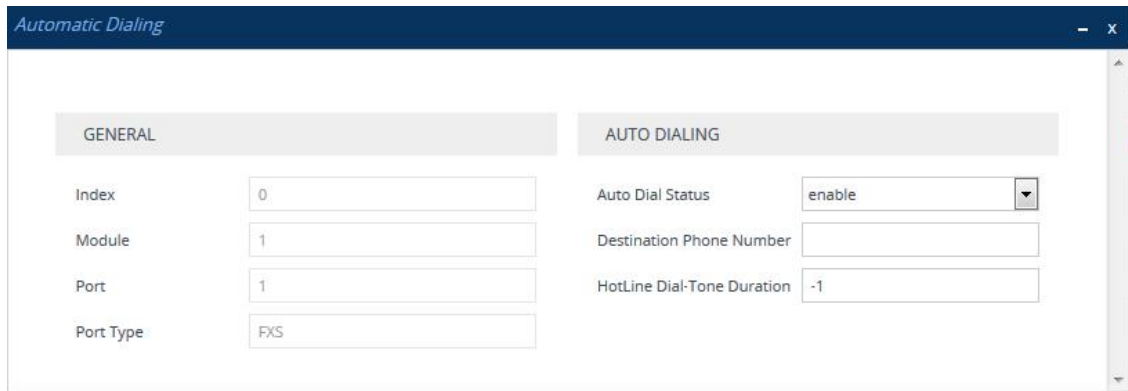 Automatic Dialing
– x
GENERAL
Index 0
Module 1
Port 1
Port Type FXS
AUTO DIALING
Auto Dial Status enable
Destination Phone Number
HotLine Dial-Tone Duration -1